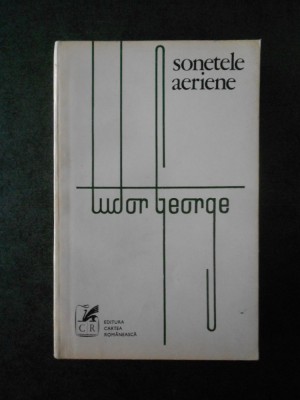 sonetele
aeriene
tudor george
CR
EDITURA
CARTEA
ROMÂNEASCĂ